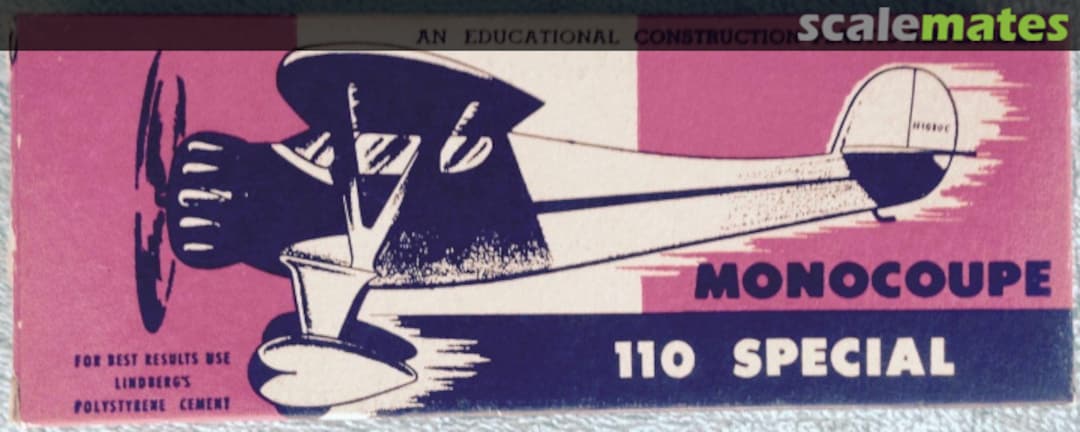 scalemates
AN EDUCATIONAL CONSTRUCTION
MONOCOUPE
110 SPECIAL
FOR BEST RESULTS USE
LINDBERG'S
POLYSTYRENE CEMENT